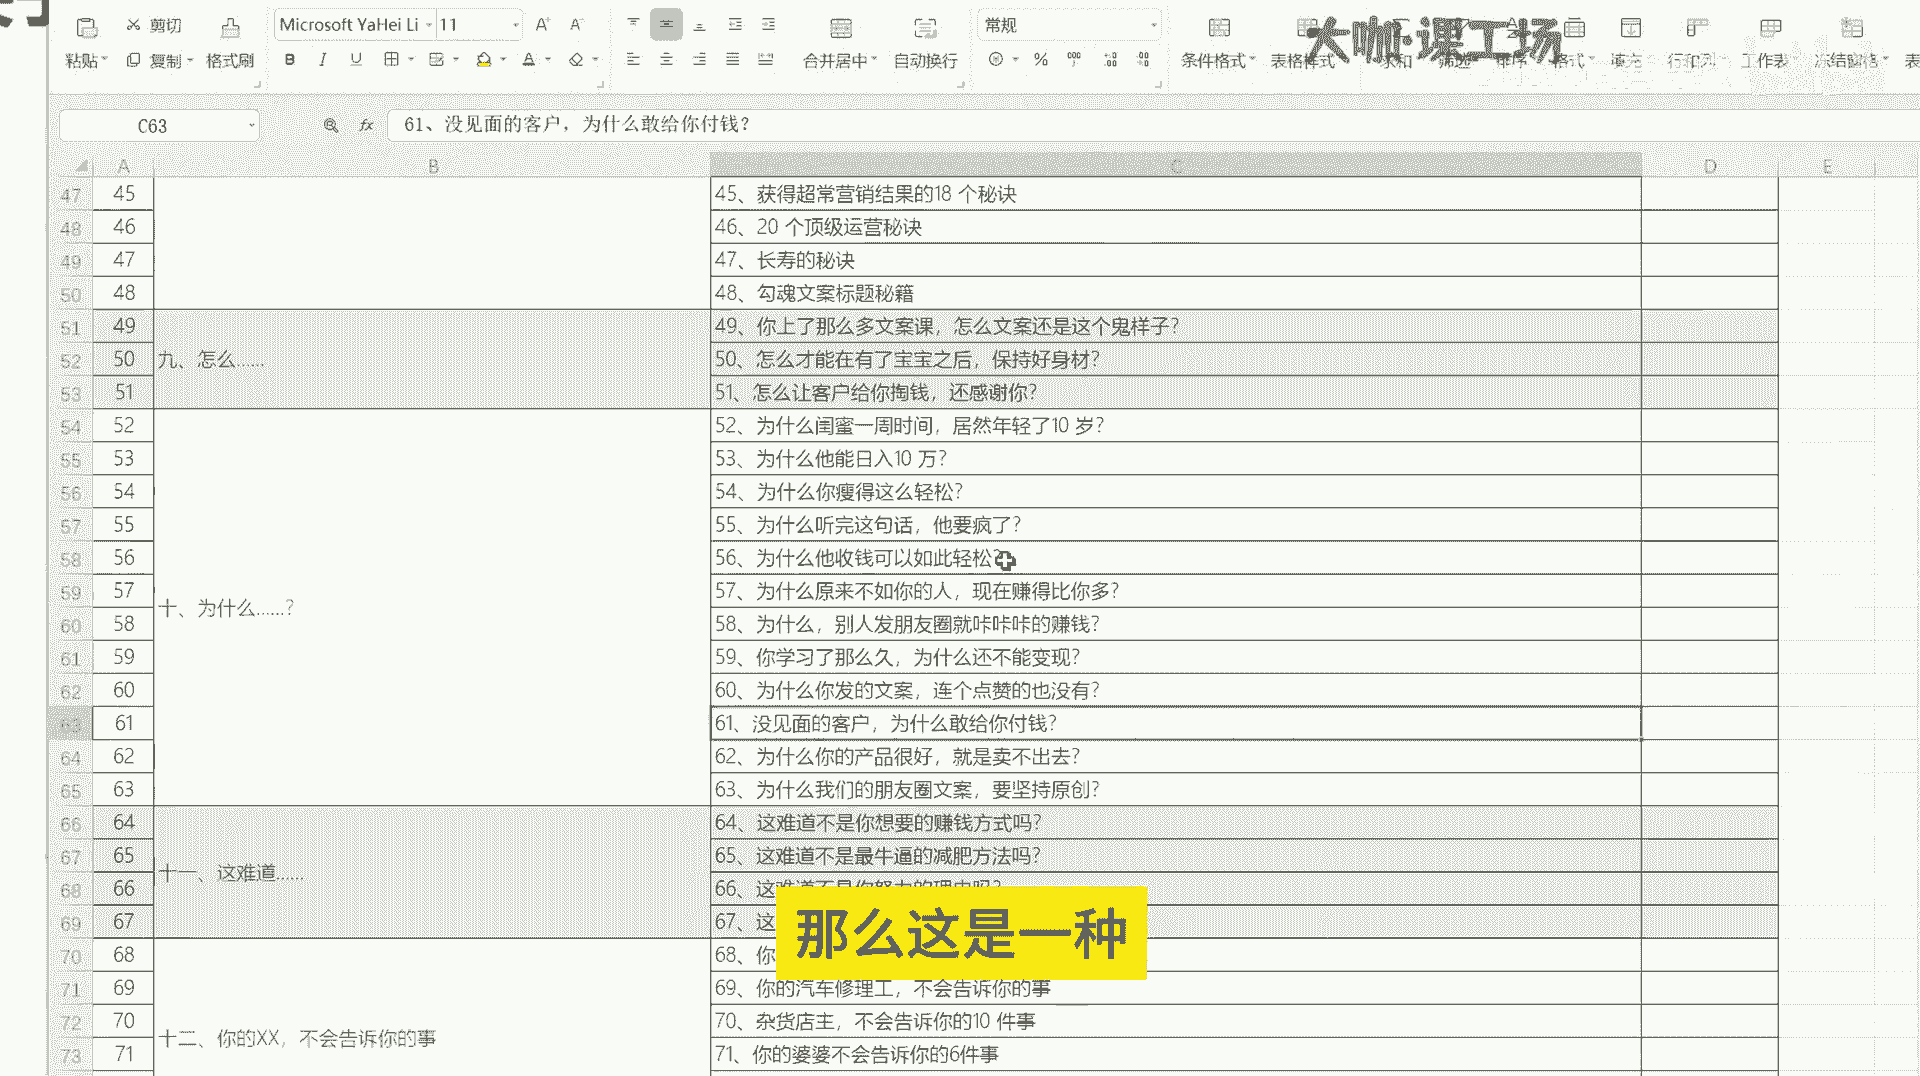 剪切
Microsoft YaHei Li 11 A+ A-
常规
大咖·课工场
粘贴 复制 格式刷 B I U A
合并居中 自动换行
% 000
条件格式 表格样式 求和 筛选 排序 格式 填充 行和列 工作表 冻结窗格 表
C63 fx 61、没见面的客户，为什么敢给你付钱？
A B C D E
47 45 45、获得超常营销结果的18 个秘诀
48 46 46、20 个顶级运营秘诀
49 47 47、长寿的秘诀
50 48 48、勾魂文案标题秘籍
51 49 49、你上了那么多文案课，怎么文案还是这个鬼样子？
52 50 九、怎么…… 50、怎么才能在有了宝宝之后，保持好身材？
53 51 51、怎么让客户给你掏钱，还感谢你？
54 52 52、为什么闺蜜一周时间，居然年轻了10 岁？
55 53 53、为什么他能日入10 万？
56 54 54、为什么你瘦得这么轻松？
57 55 55、为什么听完这句话，他要疯了？
58 56 56、为什么他收钱可以如此轻松？
59 57 57、为什么原来不如你的人，现在赚得比你多？
十、为什么……？
60 58 58、为什么，别人发朋友圈就咔咔咔的赚钱？
61 59 59、你学习了那么久，为什么还不能变现？
62 60 60、为什么你发的文案，连个点赞的也没有？
63 61 61、没见面的客户，为什么敢给你付钱？
64 62 62、为什么你的产品很好，就是卖不出去？
65 63 63、为什么我们的朋友圈文案，要坚持原创？
66 64 64、这难道不是你想要的赚钱方式吗？
67 65 65、这难道不是最牛逼的减肥方法吗？
十一、这难道……
68 66 66、这难道不是你努力的理由吗？
69 67 67、这
那么这是一种
70 68 68、你
71 69 69、你的汽车修理工，不会告诉你的事
72 70 70、杂货店主，不会告诉你的10 件事
十二、你的XX，不会告诉你的事
73 71 71、你的婆婆不会告诉你的6件事